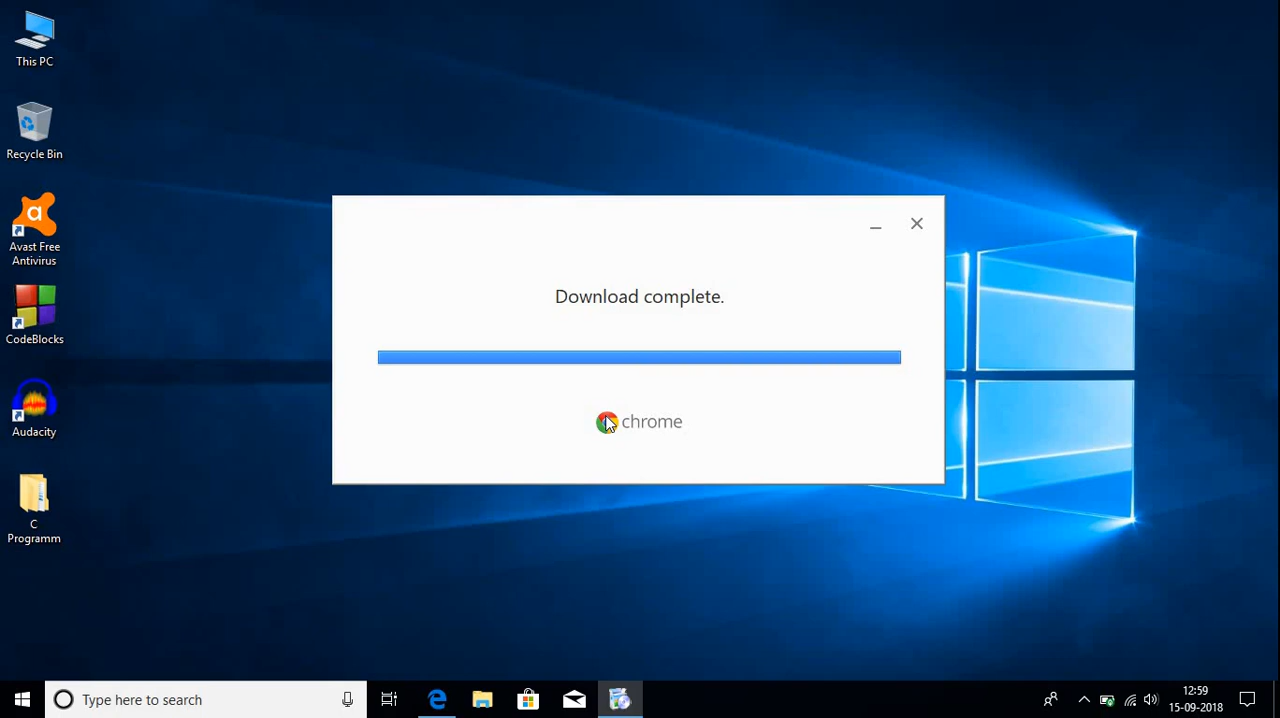 This PC
Recycle Bin
a
Avast Free
Antivirus
CodeBlocks
Audacity
C
Programm
Download complete.
chrome
Type here to search
12:59
15-09-2018